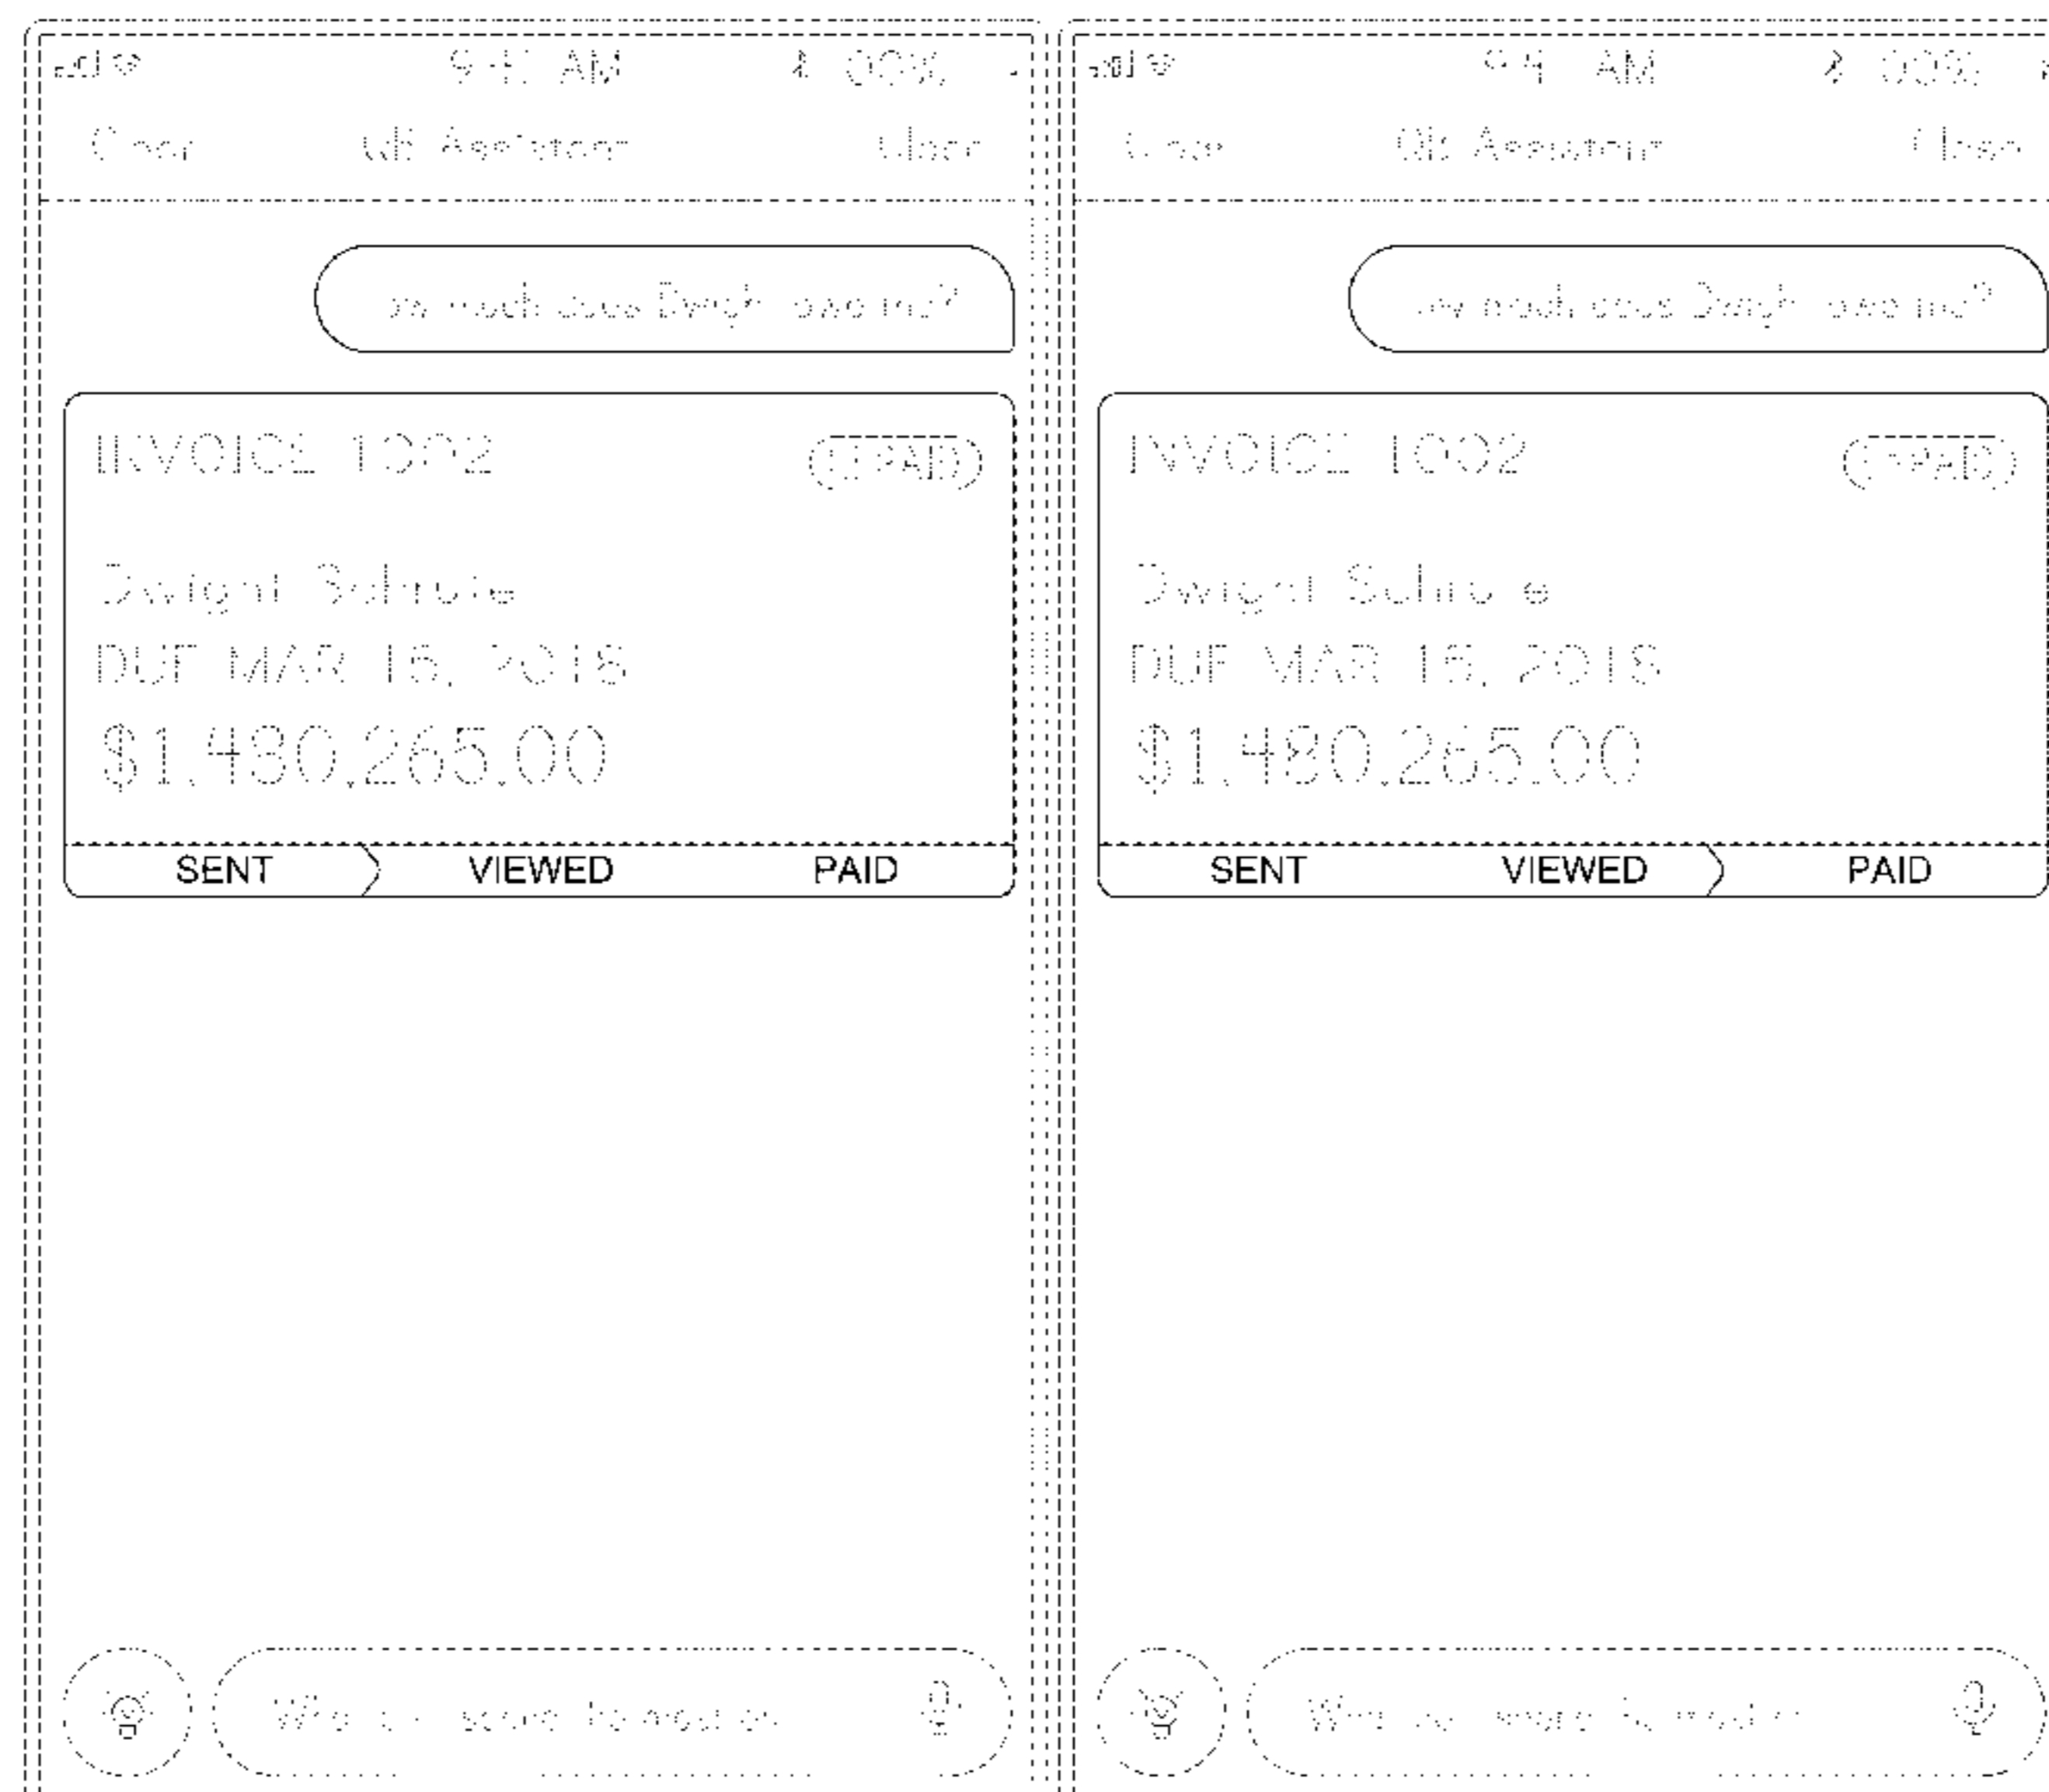 9:41 AM
QB Assistant
Close
much does Dwight owe me?
INVOICE 1002
UNPAID
Dwight Schrute
DUE MAR 15, 2018
$1,480,265.00
SENT VIEWED PAID
9:41 AM
QB Assistant
Close
much does Dwight owe me?
INVOICE 1002
UNPAID
Dwight Schrute
DUE MAR 15, 2018
$1,480,265.00
SENT VIEWED PAID